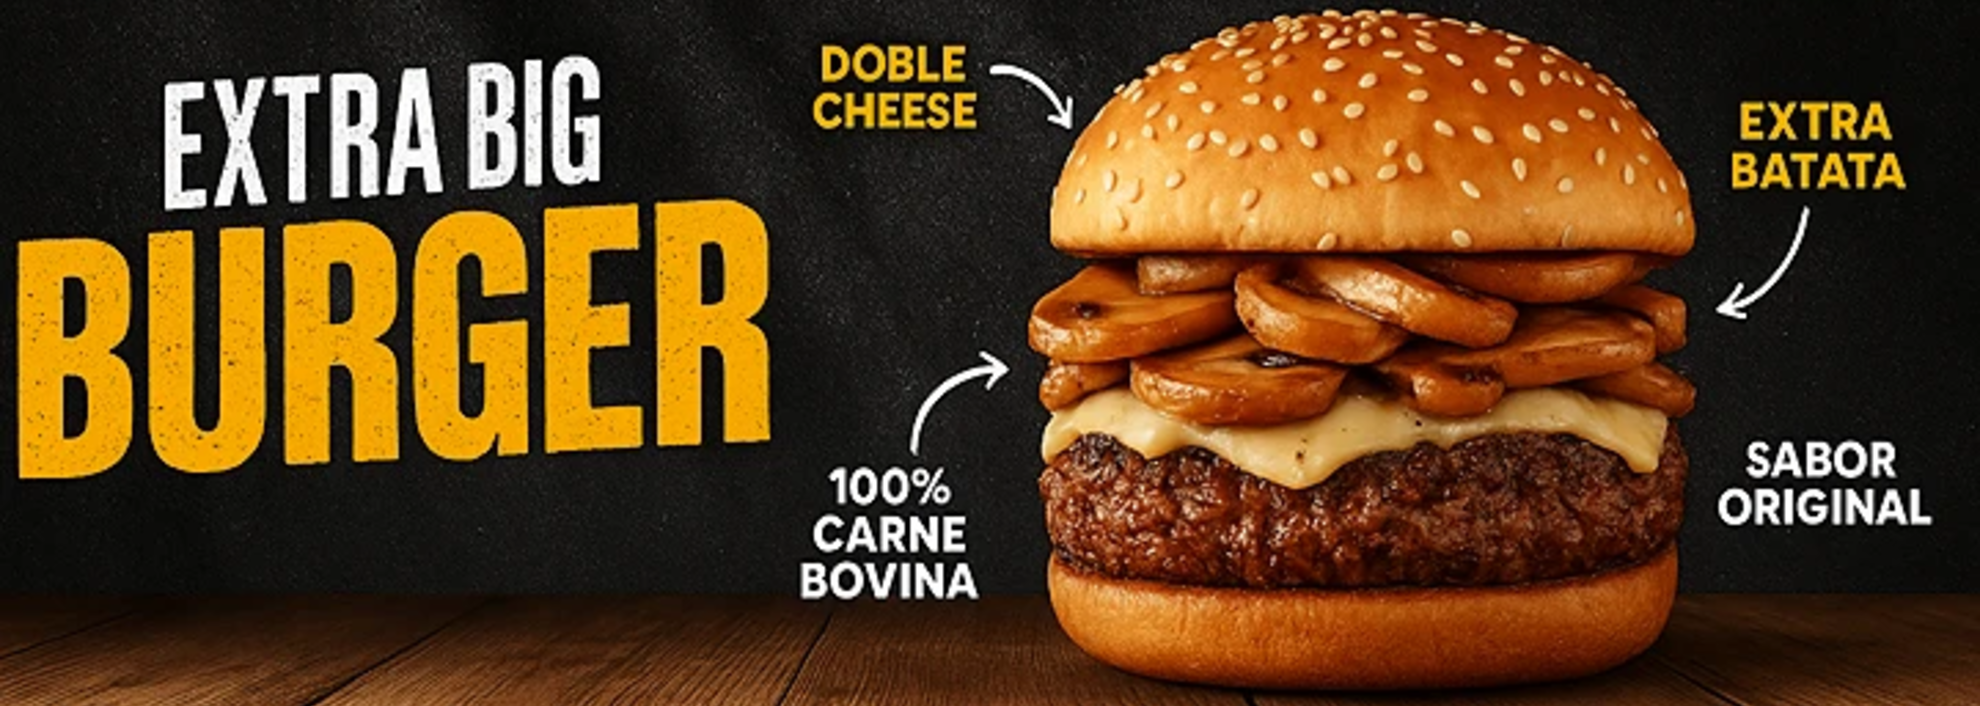 EXTRA BIG
BURGER
DOBLE
CHEESE
100%
CARNE
BOVINA
EXTRA
BATATA
SABOR
ORIGINAL